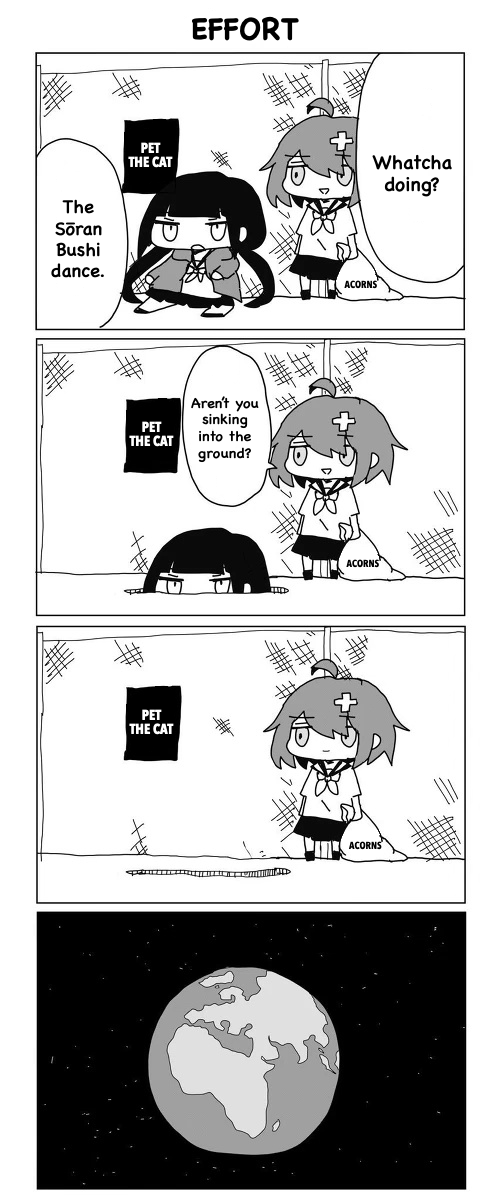 EFFORT
Whatcha
doing?
PET
THE CAT
The
Sōran
Bushi
dance.
ACORNS
Aren't you
sinking
into the
ground?
PET
THE CAT
ACORNS
PET
THE CAT
ACORNS